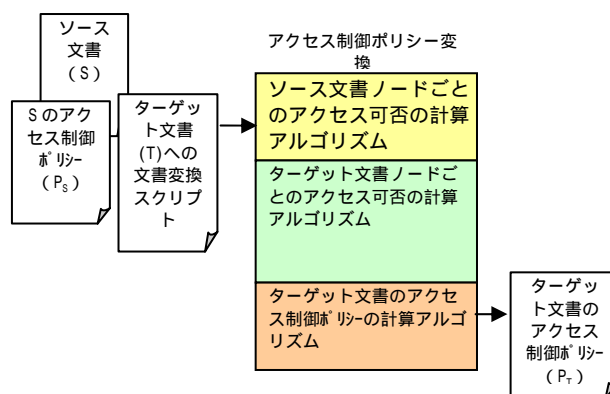 ソース
文書
(S)
Sのアク
セス制御
ﾎﾟﾘｼｰ
(PS)
ターゲッ
ト文書
(T)への
文書変換
スクリプ
ト
アクセス制御ポリシー変
換
ソース文書ノードごと
のアクセス可否の計算
アルゴリズム
ターゲット文書ノードご
とのアクセス可否の計算
アルゴリズム
ターゲット文書のアクセ
ス制御ﾎﾟﾘｼｰの計算アルゴ
リズム
ターゲッ
ト文書の
アクセス
制御ﾎﾟﾘｼｰ
(PT)